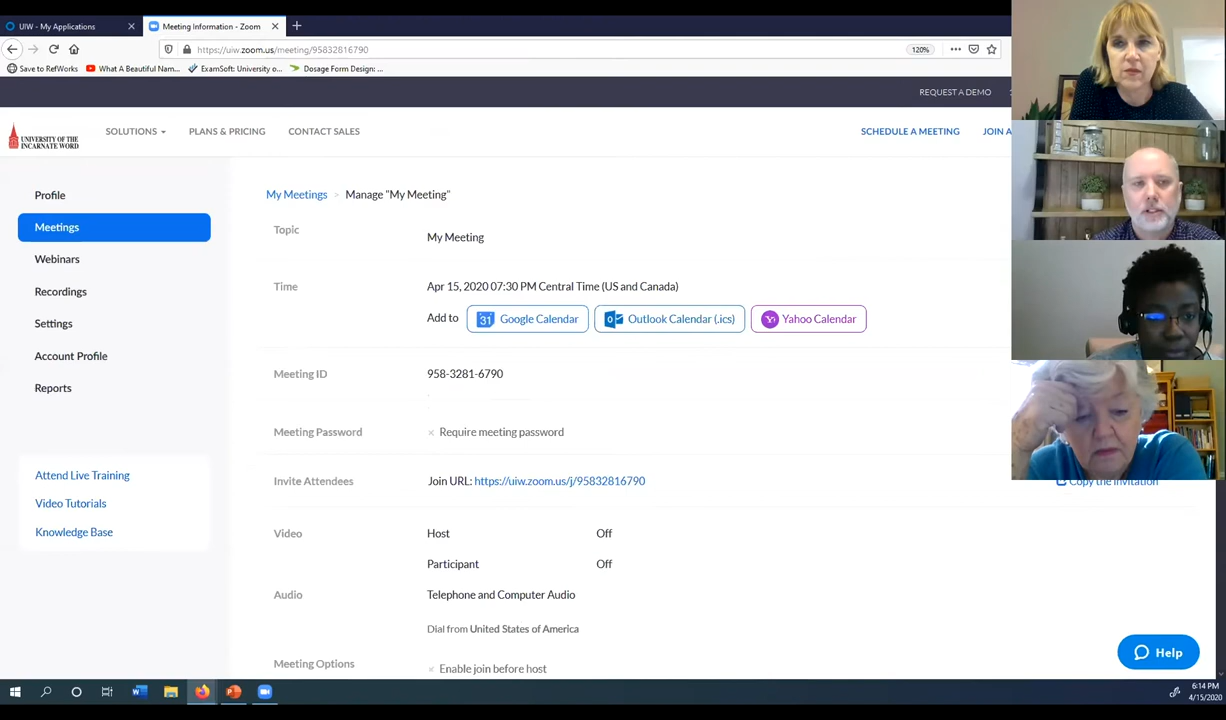 UIW - My Applications
Meeting Information - Zoom
https://uiw.zoom.us/meeting/95832816790
120%
Save to RefWorks
What A Beautiful Nam...
ExamSoft: University o...
Dosage Form Design: ...
REQUEST A DEMO
UNIVERSITY OF THE
INCARNATE WORD
SOLUTIONS
PLANS & PRICING
CONTACT SALES
SCHEDULE A MEETING
JOIN A
Profile
Meetings
Webinars
Recordings
Settings
Account Profile
Reports
Attend Live Training
Video Tutorials
Knowledge Base
My Meetings > Manage "My Meeting"
Topic
My Meeting
Time
Apr 15, 2020 07:30 PM Central Time (US and Canada)
Add to
31 Google Calendar
Outlook Calendar (.ics)
Yahoo Calendar
Meeting ID
958-3281-6790
Meeting Password
Require meeting password
Invite Attendees
Join URL: https://uiw.zoom.us/j/95832816790
Copy the invitation
Video
Host
Off
Participant
Off
Audio
Telephone and Computer Audio
Dial from United States of America
Meeting Options
Enable join before host
Help
6:14 PM
4/15/2020